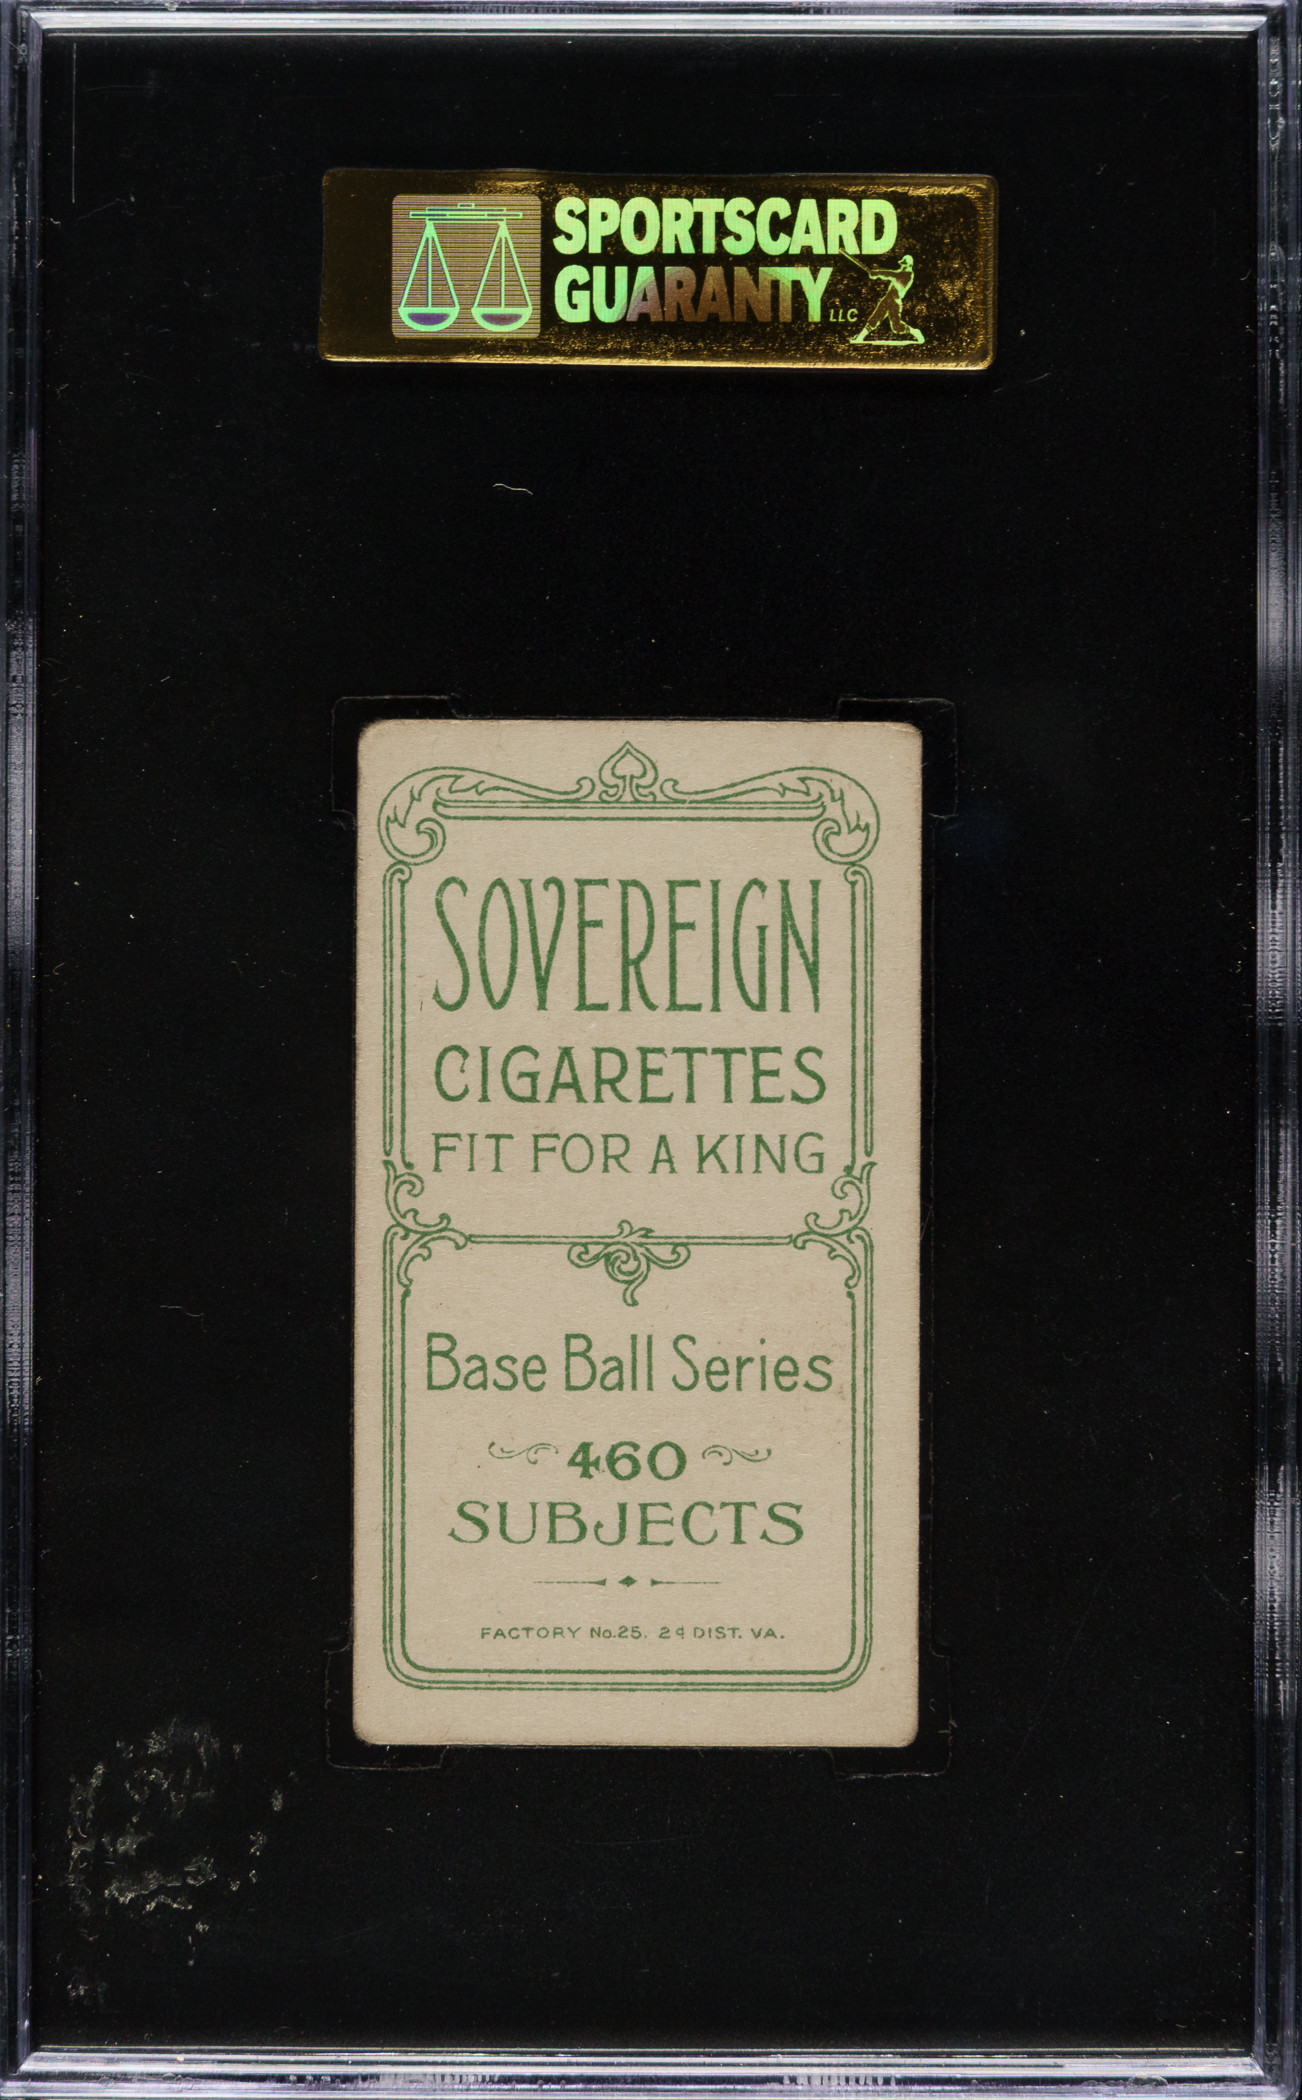 SPORTSCARD
GUARANTY LLC
SOVEREIGN
CIGARETTES
FIT FOR A KING
Base Ball Series
460
SUBJECTS
FACTORY No.25. 2d DIST. VA.